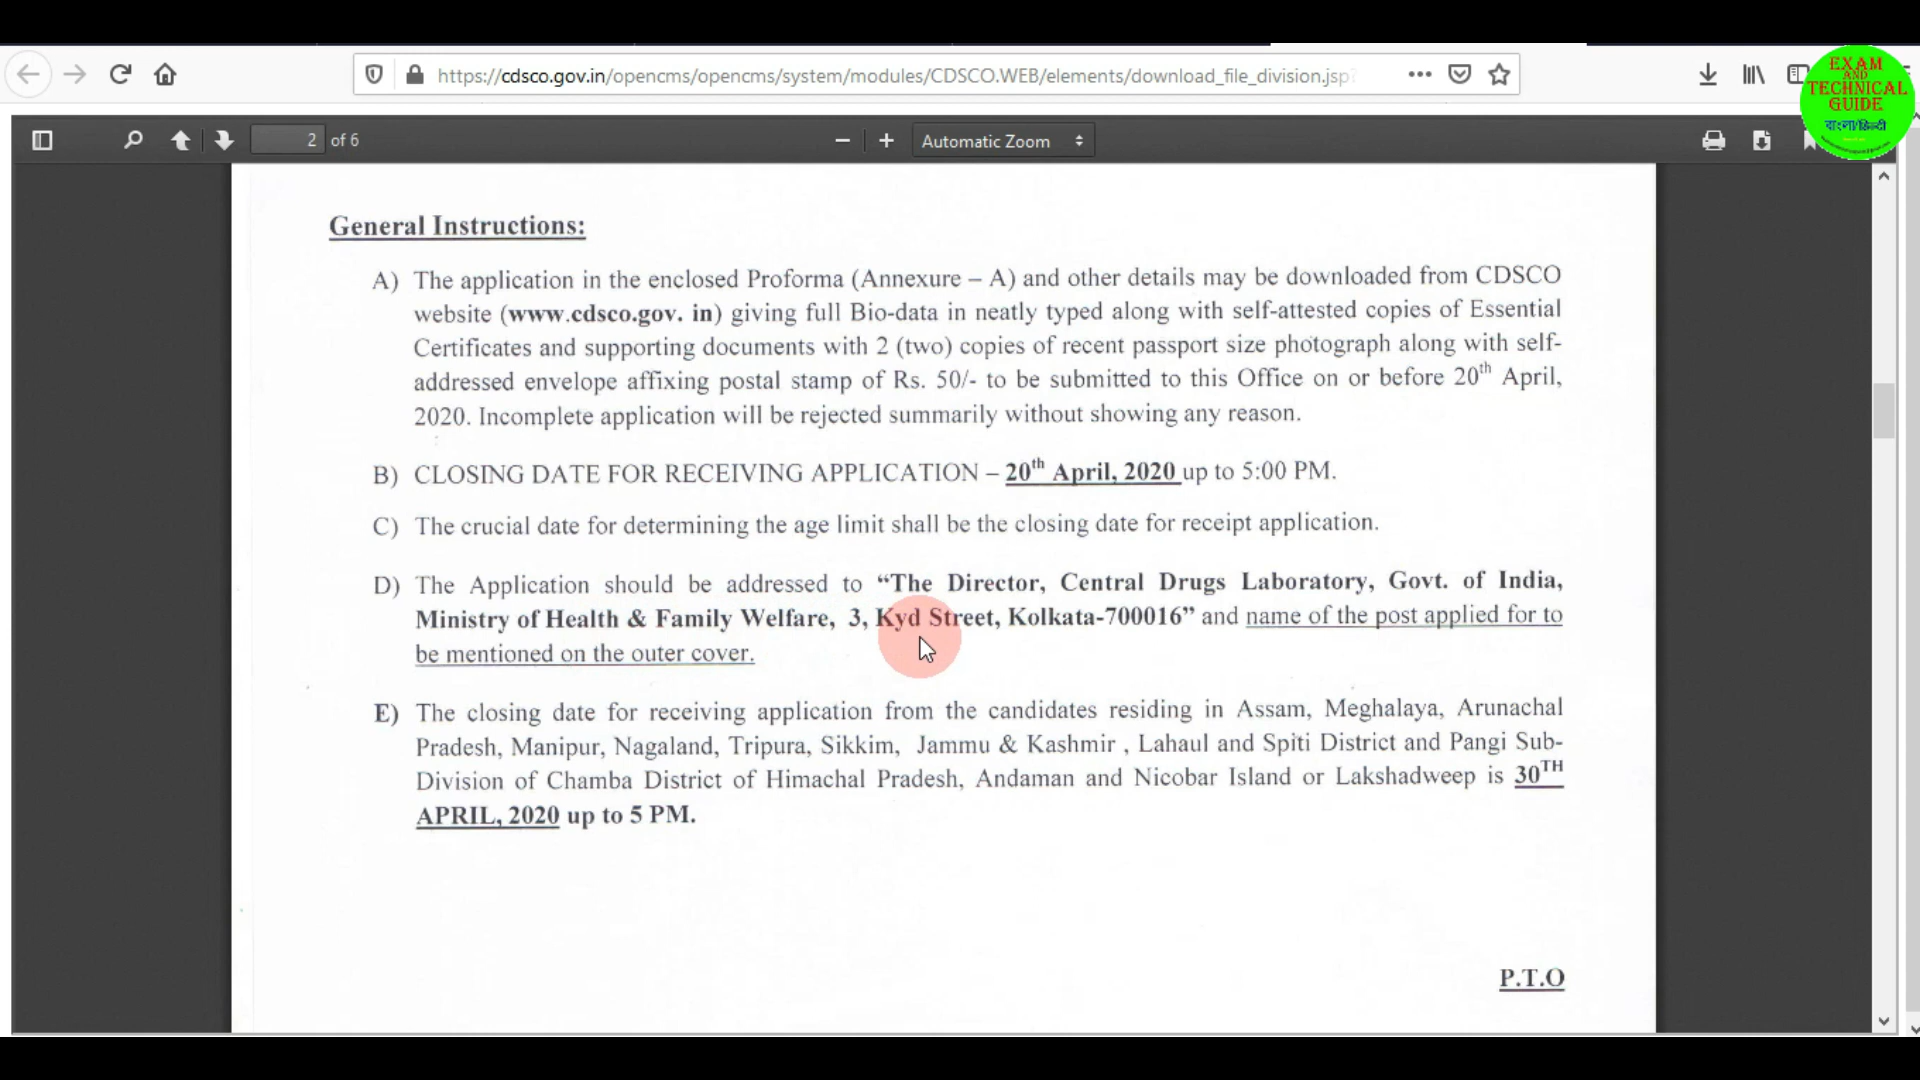 https://cdsco.gov.in/opencms/opencms/system/modules/CDSCO.WEB/elements/download_file_division.jsp?
EXAM
AND
TECHNICAL
GUIDE
বাংলা/हिन्दी
2 of 6
Automatic Zoom
General Instructions:
A) The application in the enclosed Proforma (Annexure – A) and other details may be downloaded from CDSCO
website (www.cdsco.gov. in) giving full Bio-data in neatly typed along with self-attested copies of Essential
Certificates and supporting documents with 2 (two) copies of recent passport size photograph along with self-
addressed envelope affixing postal stamp of Rs. 50/- to be submitted to this Office on or before 20th April,
2020. Incomplete application will be rejected summarily without showing any reason.
B) CLOSING DATE FOR RECEIVING APPLICATION – 20th April, 2020 up to 5:00 PM.
C) The crucial date for determining the age limit shall be the closing date for receipt application.
D) The Application should be addressed to “The Director, Central Drugs Laboratory, Govt. of India,
Ministry of Health & Family Welfare, 3, Kyd Street, Kolkata-700016” and name of the post applied for to
be mentioned on the outer cover.
E) The closing date for receiving application from the candidates residing in Assam, Meghalaya, Arunachal
Pradesh, Manipur, Nagaland, Tripura, Sikkim, Jammu & Kashmir , Lahaul and Spiti District and Pangi Sub-
Division of Chamba District of Himachal Pradesh, Andaman and Nicobar Island or Lakshadweep is 30TH
APRIL, 2020 up to 5 PM.
P.T.O